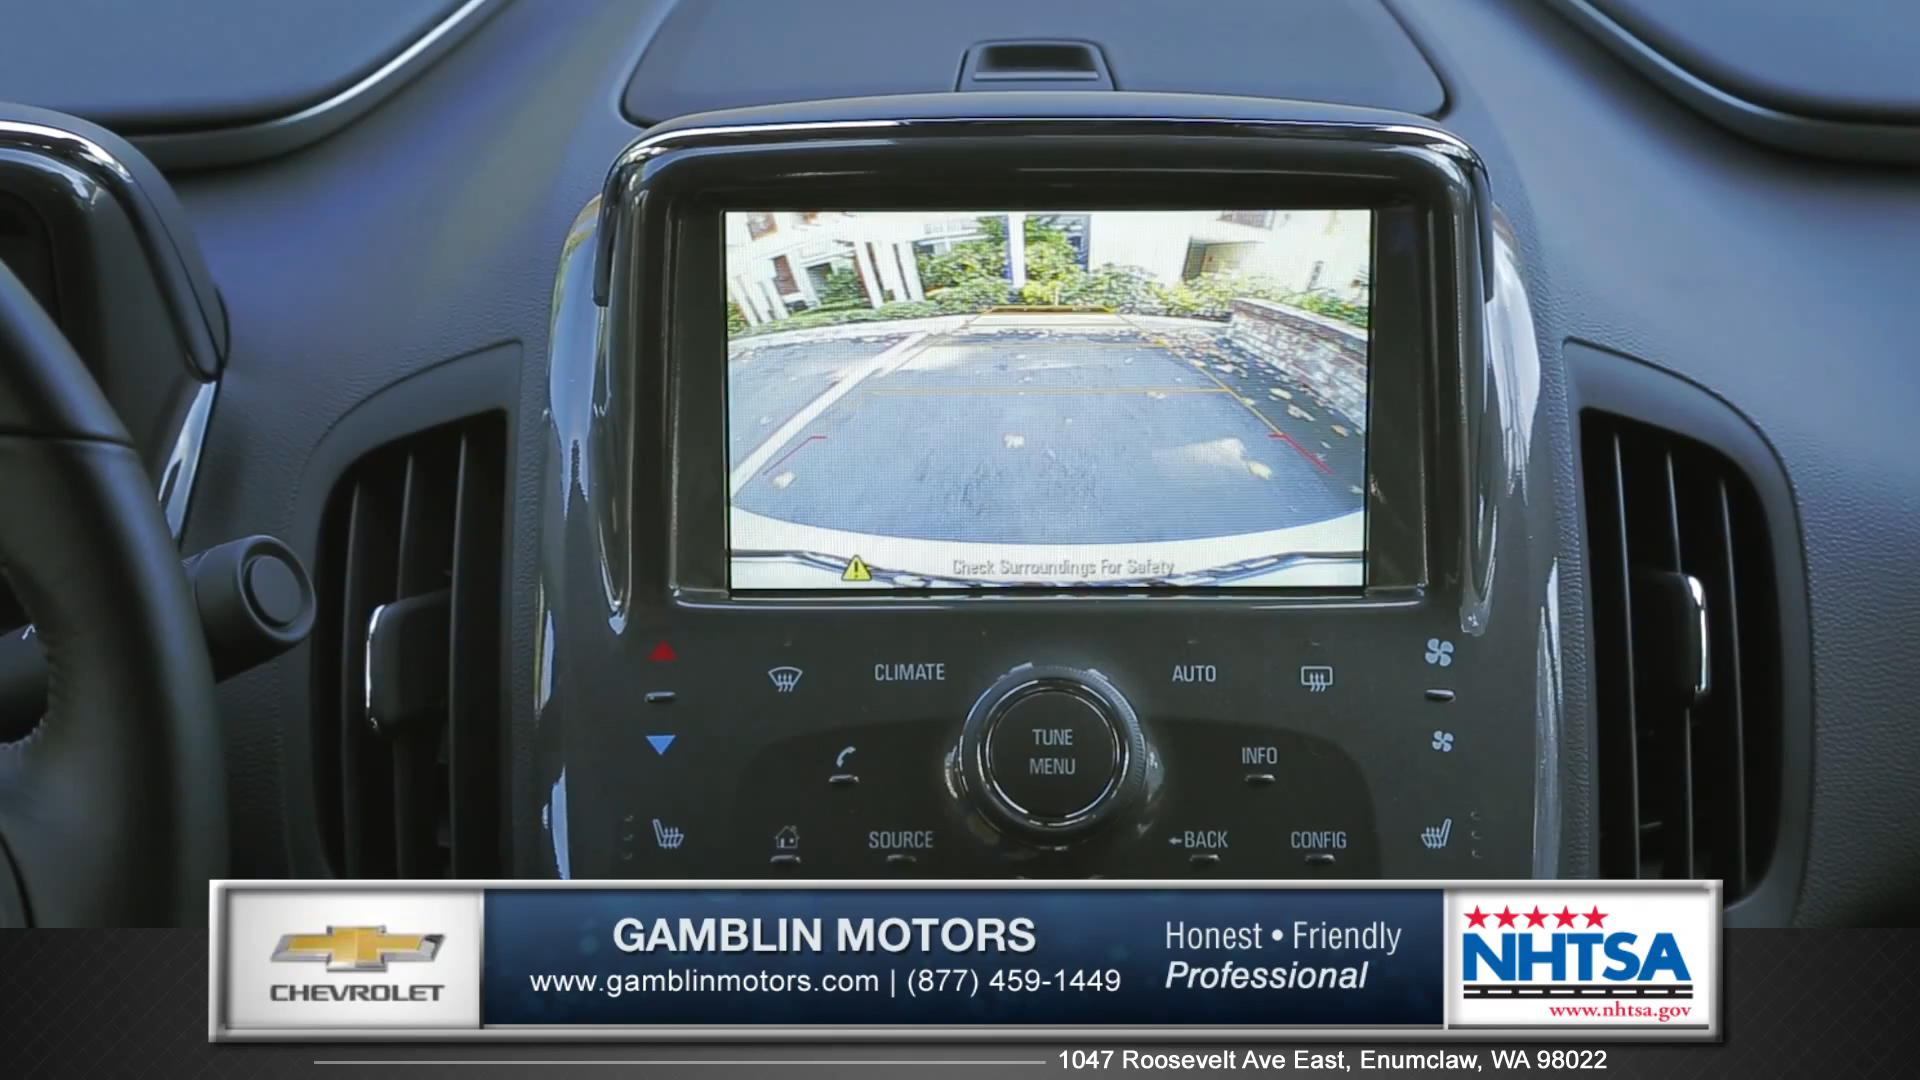 Check Surroundings For Safety
CLIMATE
AUTO
TUNE
MENU
INFO
SOURCE
←BACK
CONFIG
CHEVROLET
GAMBLIN MOTORS
www.gamblinmotors.com | (877) 459-1449
Honest • Friendly
Professional
NHTSA
www.nhtsa.gov
1047 Roosevelt Ave East, Enumclaw, WA 98022